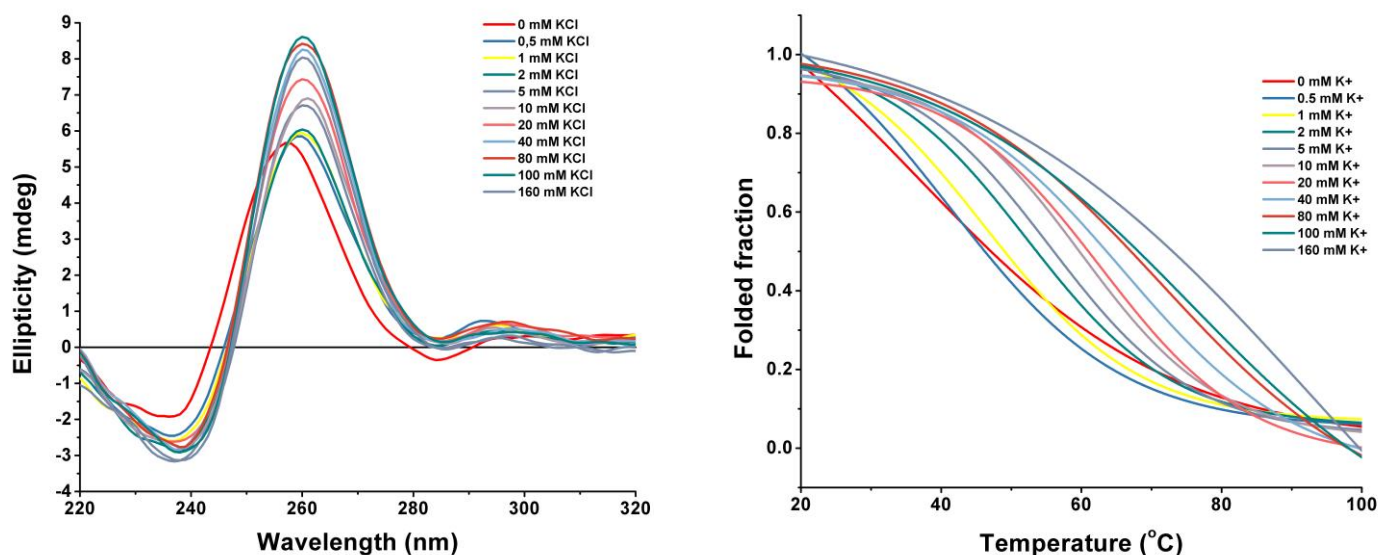 9
8
7
6
5
4
3
2
1
0
-1
-2
-3
-4
220
240
260
280
300
320
Ellipticity (mdeg)
Wavelength (nm)
0 mM KCl
0,5 mM KCl
1 mM KCl
2 mM KCl
5 mM KCl
10 mM KCl
20 mM KCl
40 mM KCl
80 mM KCl
100 mM KCl
160 mM KCl
1.0
0.8
0.6
0.4
0.2
0.0
20
40
60
80
100
Folded fraction
Temperature (°C)
0 mM K+
0.5 mM K+
1 mM K+
2 mM K+
5 mM K+
10 mM K+
20 mM K+
40 mM K+
80 mM K+
100 mM K+
160 mM K+